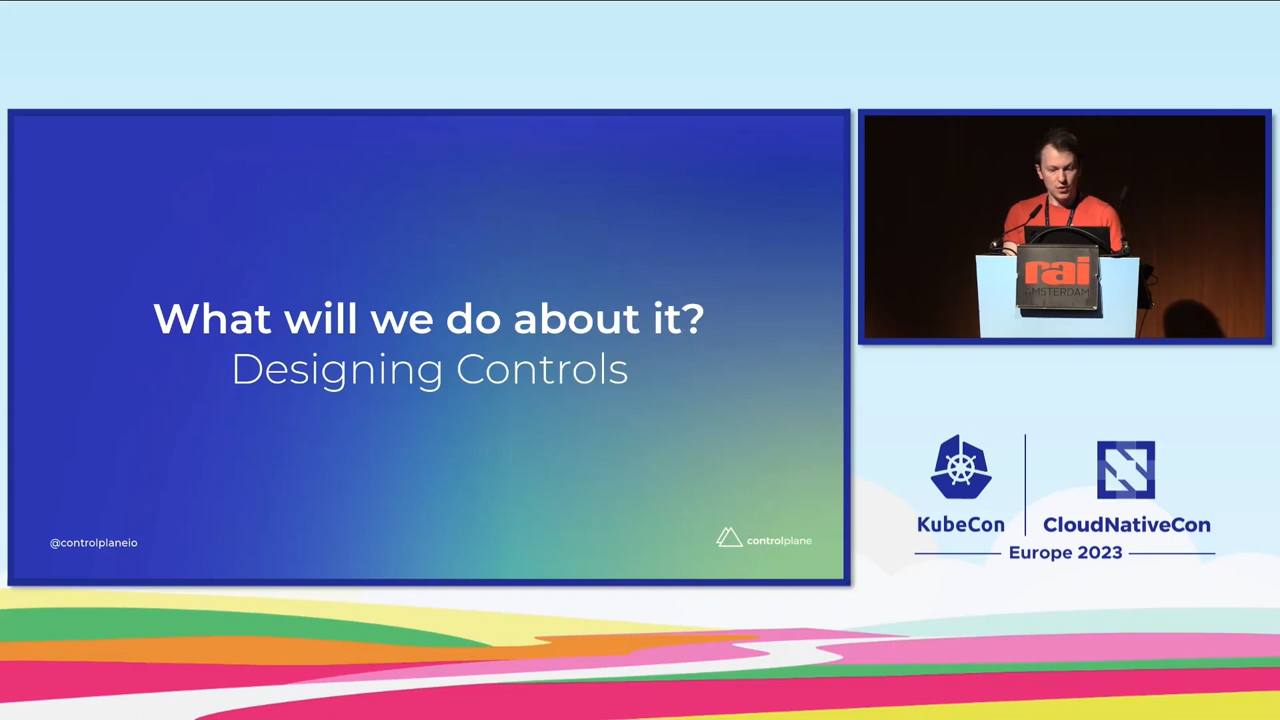 What will we do about it?
Designing Controls
@controlplaneio
controlplane
rai
AMSTERDAM
KubeCon
CloudNativeCon
Europe 2023